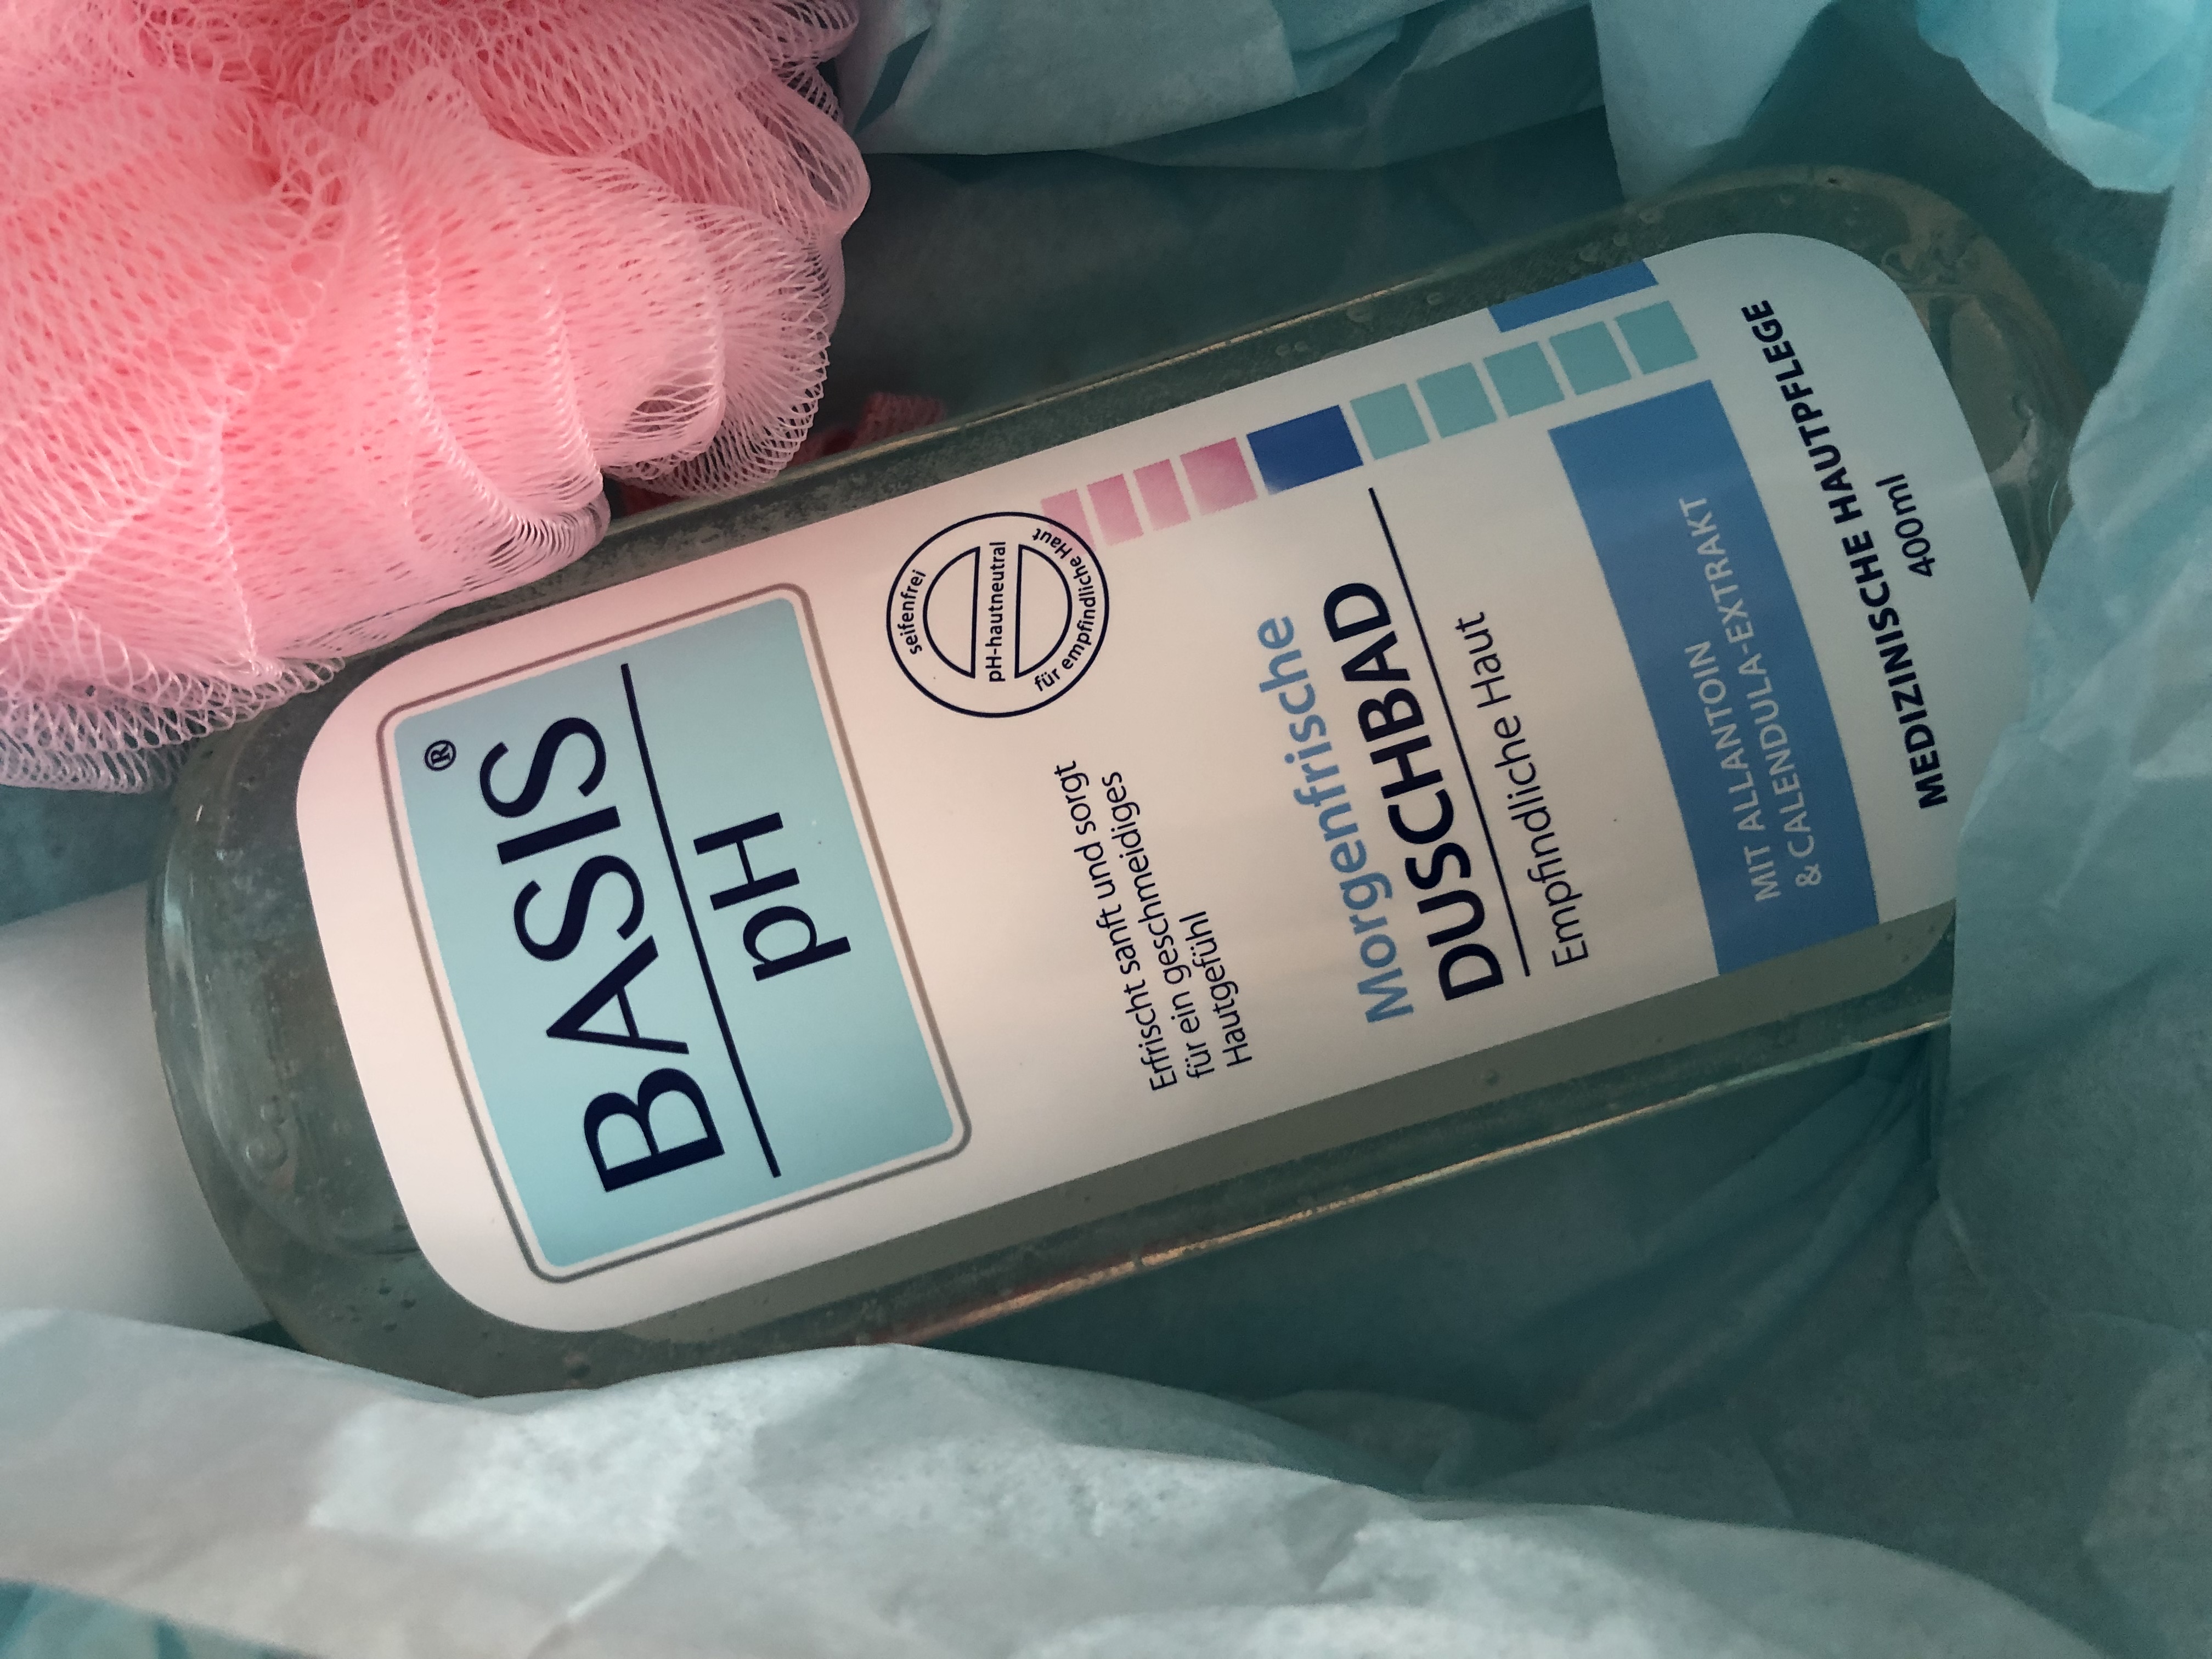 BASIS®
pH
seifenfrei
pH-hautneutral
für empfindliche Haut
Erfrischt sanft und sorgt
für ein geschmeidiges
Hautgefühl
Morgenfrische
DUSCHBAD
Empfindliche Haut
MIT ALLANTOIN
& CALENDULA-EXTRAKT
MEDIZINISCHE HAUTPFLEGE
400ml